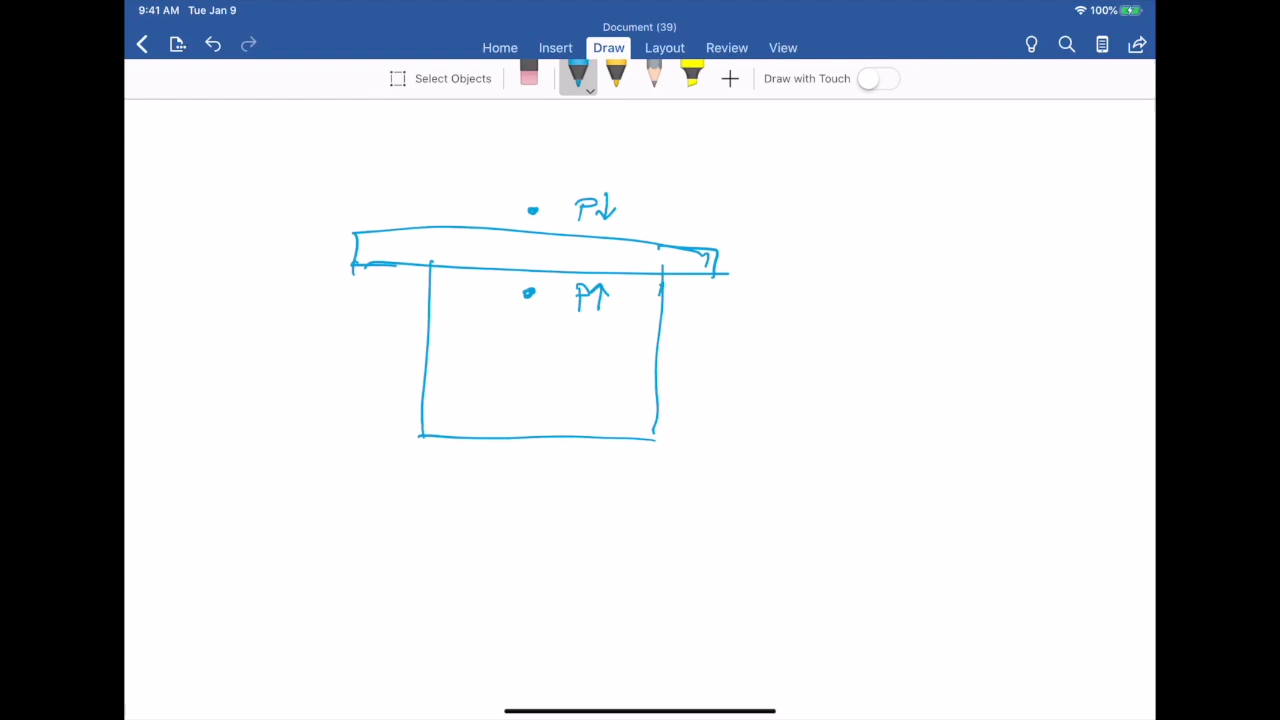 9:41 AM Tue Jan 9 100%
Document (39)
Home Insert Draw Layout Review View
Select Objects Draw with Touch
P↓
P↑